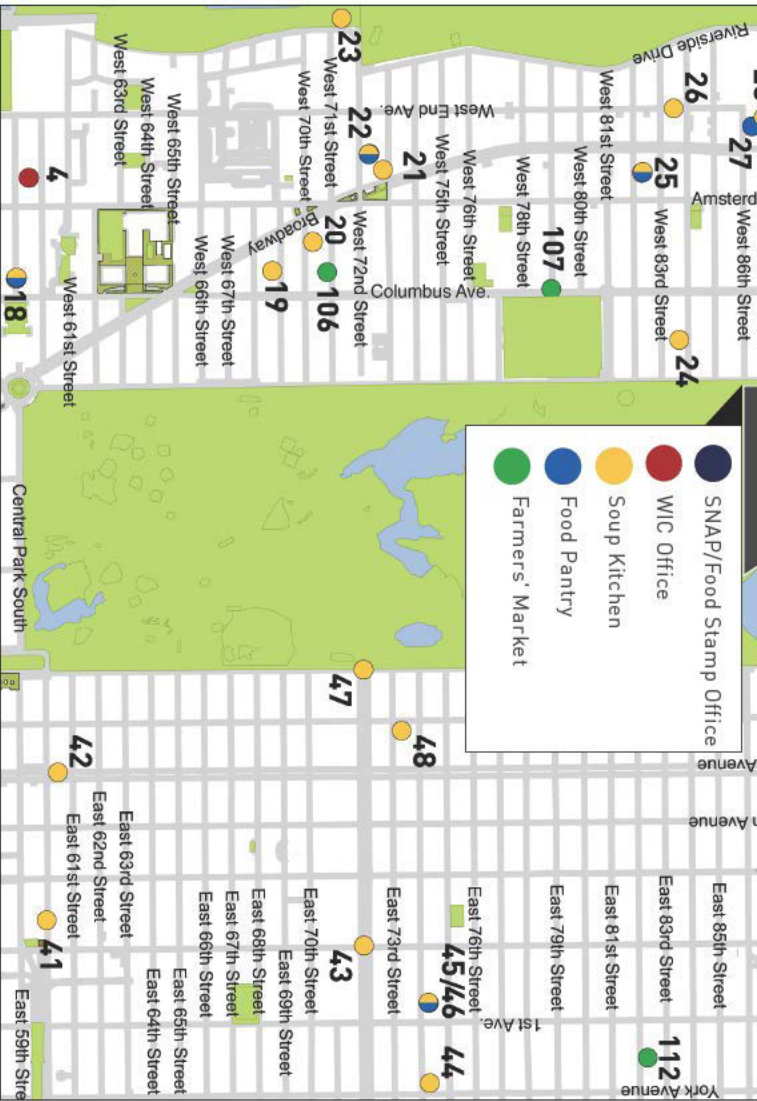 Riverside Drive
23
26
27
West 63rd Street
West 64th Street
West 65th Street
West 70th Street
West 71st Street
22
West End Ave.
West 81st Street
25
4
21
West 75th Street
West 76th Street
West 78th Street
West 80th Street
West 83rd Street
West 86th Street
Amsterd
Broadway
20
West 72nd Street
107
18
West 61st Street
West 66th Street
West 67th Street
19
106
Columbus Ave.
24
SNAP/Food Stamp Office
WIC Office
Soup Kitchen
Food Pantry
Farmers' Market
Central Park South
47
48
42
Avenue
Avenue
East 61st Street
East 62nd Street
East 63rd Street
41
East 59th Stre
East 64th Street
East 65th Street
East 66th Street
East 67th Street
East 68th Street
East 69th Street
East 70th Street
43
East 73rd Street
45/46
East 76th Street
East 79th Street
East 81st Street
East 83rd Street
East 85th Street
1st Ave.
44
112
York Avenue